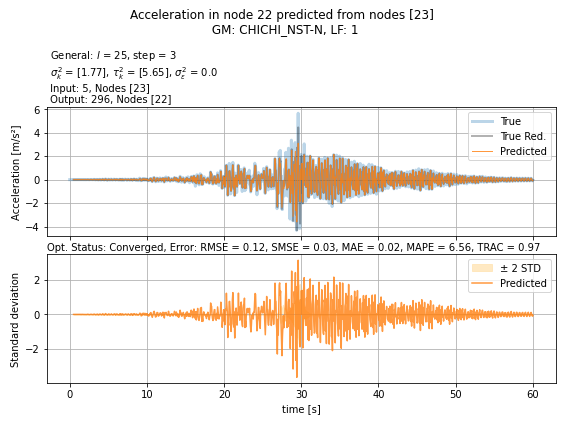 Acceleration in node 22 predicted from nodes [23]
GM: CHICHI_NST-N, LF: 1
General: l = 25, step = 3
σ²ₖ = [1.77], τ²ₖ = [5.65], σ²ε = 0.0
Input: 5, Nodes [23]
Output: 296, Nodes [22]
Acceleration [m/s²]
6
4
2
0
−2
−4
True
True Red.
Predicted
Opt. Status: Converged, Error: RMSE = 0.12, SMSE = 0.03, MAE = 0.02, MAPE = 6.56, TRAC = 0.97
Standard deviation
2
0
−2
± 2 STD
Predicted
0 10 20 30 40 50 60
time [s]